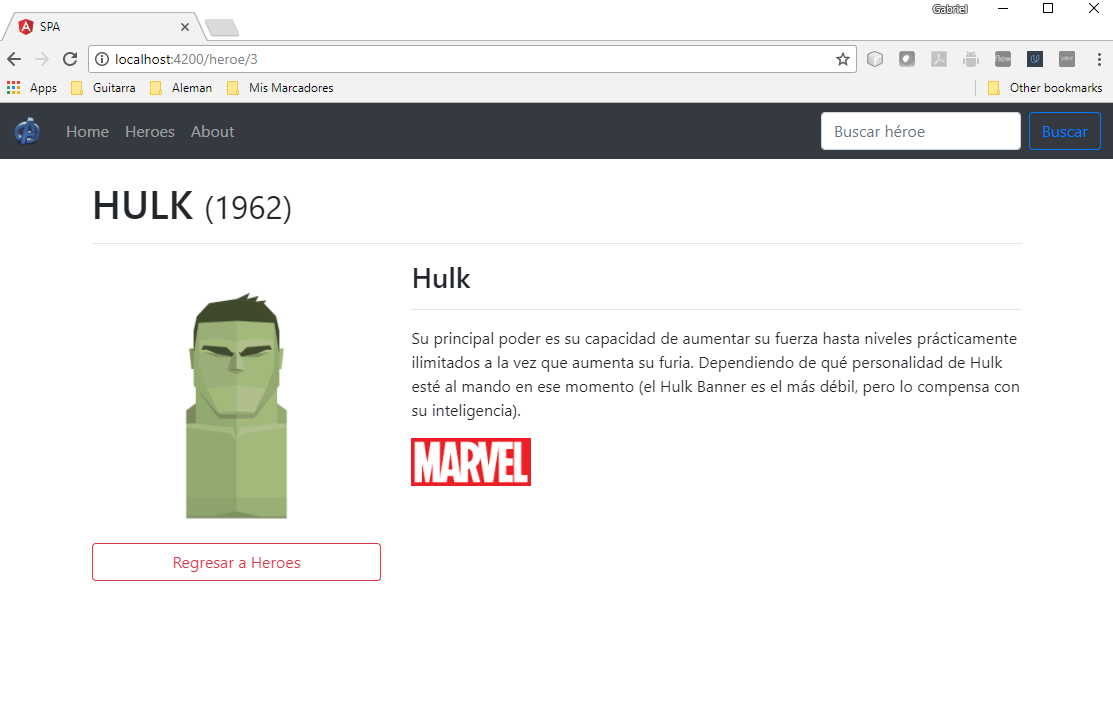 Gabriel
SPA
localhost:4200/heroe/3
flow
your
Apps Guitarra Aleman Mis Marcadores Other bookmarks
Home Heroes About Buscar héroe Buscar
HULK (1962)
Hulk
Su principal poder es su capacidad de aumentar su fuerza hasta niveles prácticamente
ilimitados a la vez que aumenta su furia. Dependiendo de qué personalidad de Hulk
esté al mando en ese momento (el Hulk Banner es el más débil, pero lo compensa con
su inteligencia).
MARVEL
Regresar a Heroes